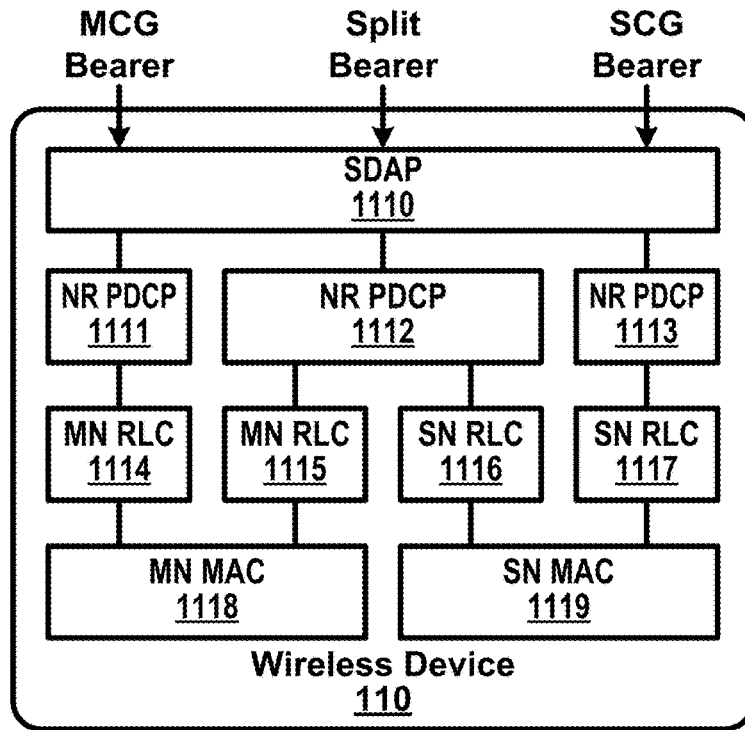 MCG Split SCG
Bearer Bearer Bearer
SDAP
1110
NR PDCP NR PDCP NR PDCP
1111 1112 1113
MN RLC MN RLC SN RLC SN RLC
1114 1115 1116 1117
MN MAC SN MAC
1118 1119
Wireless Device
110